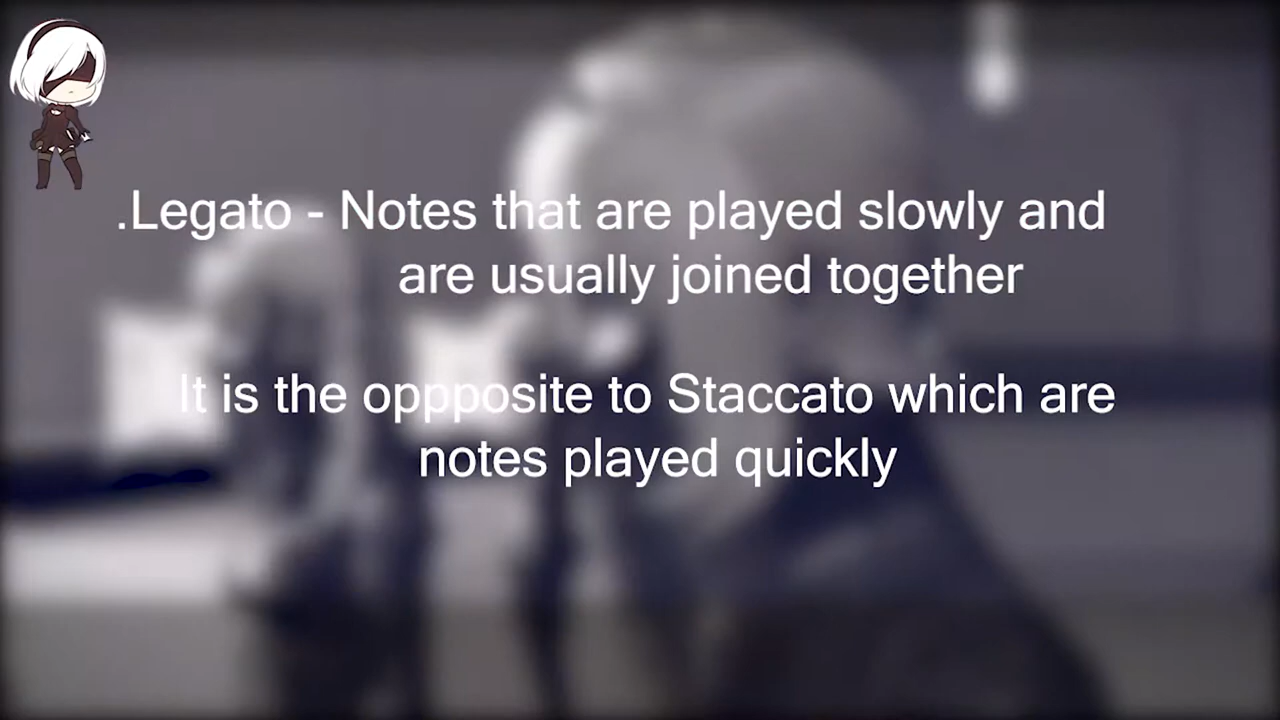 .Legato - Notes that are played slowly and
are usually joined together
It is the oppposite to Staccato which are
notes played quickly